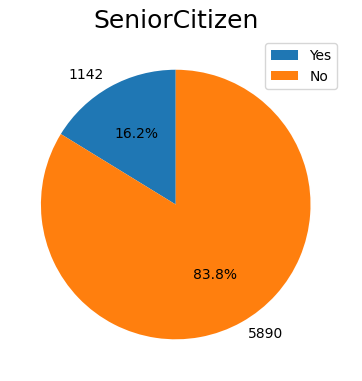 SeniorCitizen
Yes
No
1142
16.2%
83.8%
5890